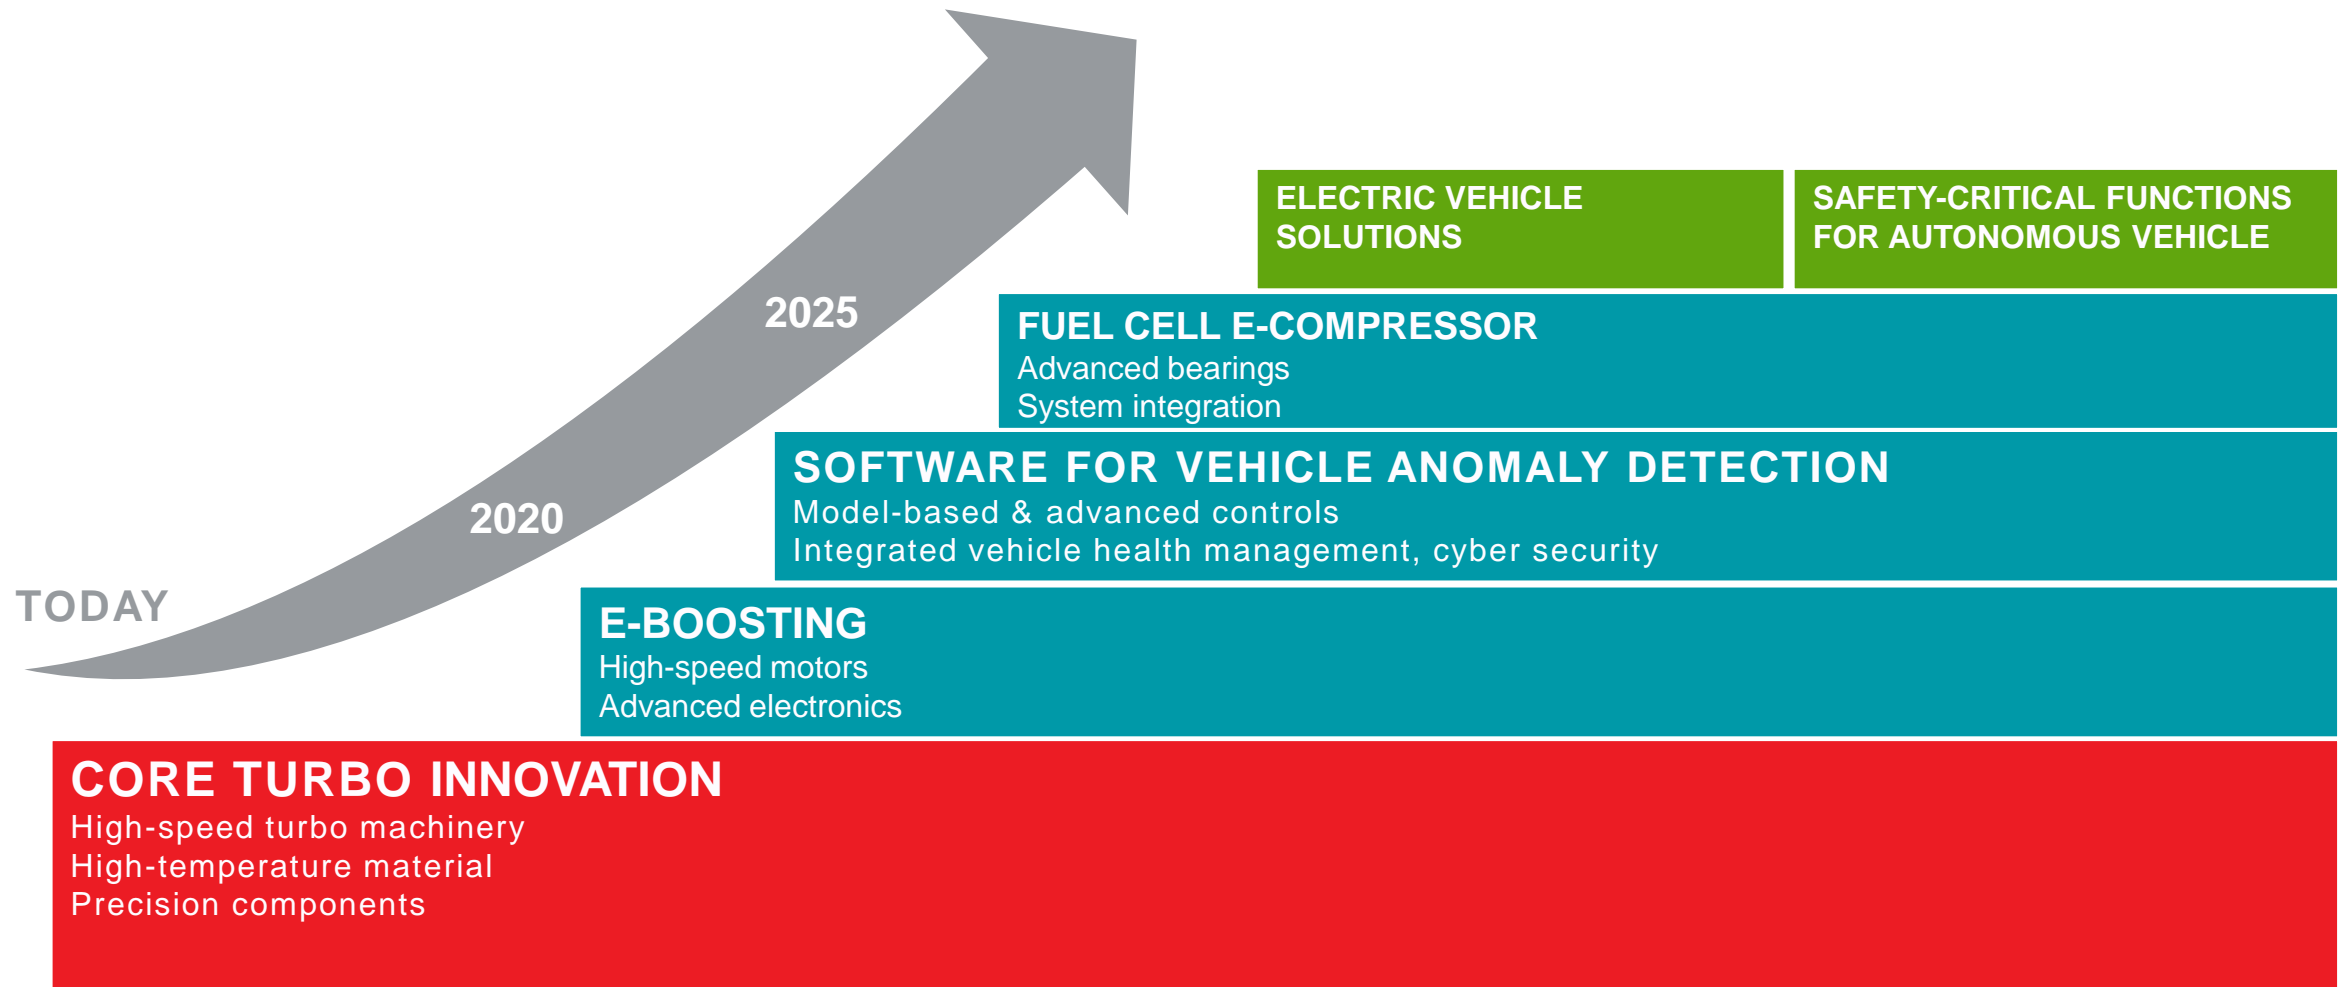 ELECTRIC VEHICLE
SOLUTIONS
SAFETY-CRITICAL FUNCTIONS
FOR AUTONOMOUS VEHICLE
2025
FUEL CELL E-COMPRESSOR
Advanced bearings
System integration
SOFTWARE FOR VEHICLE ANOMALY DETECTION
Model-based & advanced controls
Integrated vehicle health management, cyber security
2020
TODAY
E-BOOSTING
High-speed motors
Advanced electronics
CORE TURBO INNOVATION
High-speed turbo machinery
High-temperature material
Precision components